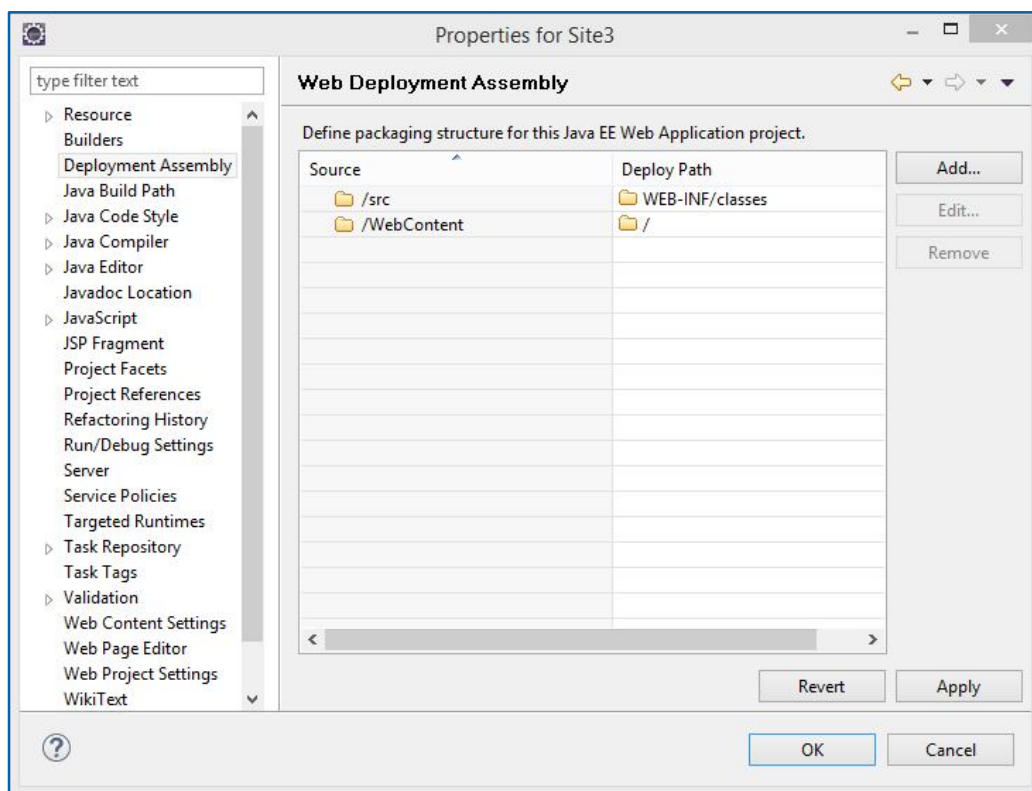 Properties for Site3
type filter text
Resource
Builders
Deployment Assembly
Java Build Path
Java Code Style
Java Compiler
Java Editor
Javadoc Location
JavaScript
JSP Fragment
Project Facets
Project References
Refactoring History
Run/Debug Settings
Server
Service Policies
Targeted Runtimes
Task Repository
Task Tags
Validation
Web Content Settings
Web Page Editor
Web Project Settings
WikiText
Web Deployment Assembly
Define packaging structure for this Java EE Web Application project.
Source Deploy Path
/src WEB-INF/classes
/WebContent /
Add...
Edit...
Remove
Revert Apply
OK Cancel